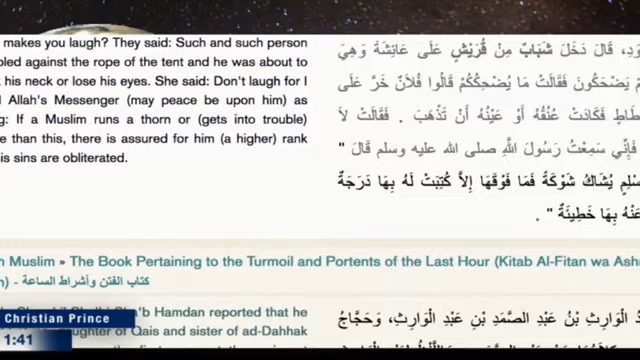 makes you laugh? They said: Such and such person
bled against the rope of the tent and he was about to
his neck or lose his eyes. She said: Don't laugh for I
Allah's Messenger (may peace be upon him) as
g: If a Muslim runs a thorn or (gets into trouble)
e than this, there is assured for him (a higher) rank
is sins are obliterated.
وَدِ، قَالَ دَخَلَ شَبَابٌ مِنْ قُرَيْشٍ عَلَى عَائِشَةَ وَهِيَ
مْ يَضْحَكُونَ فَقَالَتْ مَا يُضْحِكُكُمْ قَالُوا فُلاَنٌ خَرَّ عَلَى
طَاطٍ فَكَادَتْ عُنُقُهُ أَوْ عَيْنُهُ أَنْ تَذْهَبَ . فَقَالَتْ لاَ
فَإِنِّي سَمِعْتُ رَسُولَ اللَّهِ صلى الله عليه وسلم قَالَ "
سْلِمٍ يُشَاكُ شَوْكَةً فَمَا فَوْقَهَا إِلاَّ كُتِبَتْ لَهُ بِهَا دَرَجَةٌ
عَنْهُ بِهَا خَطِيئَةٌ " .
Muslim » The Book Pertaining to the Turmoil and Portents of the Last Hour (Kitab Al-Fitan wa Ashr
كتاب الفتن وأشراط الساعة - (
'b Hamdan reported that he
ughter of Qais and sister of ad-Dahhak
الْوَارِثِ بْنُ عَبْدِ الصَّمَدِ بْنِ عَبْدِ الْوَارِثِ، وَحَجَّاجُ
Christian Prince
1:41